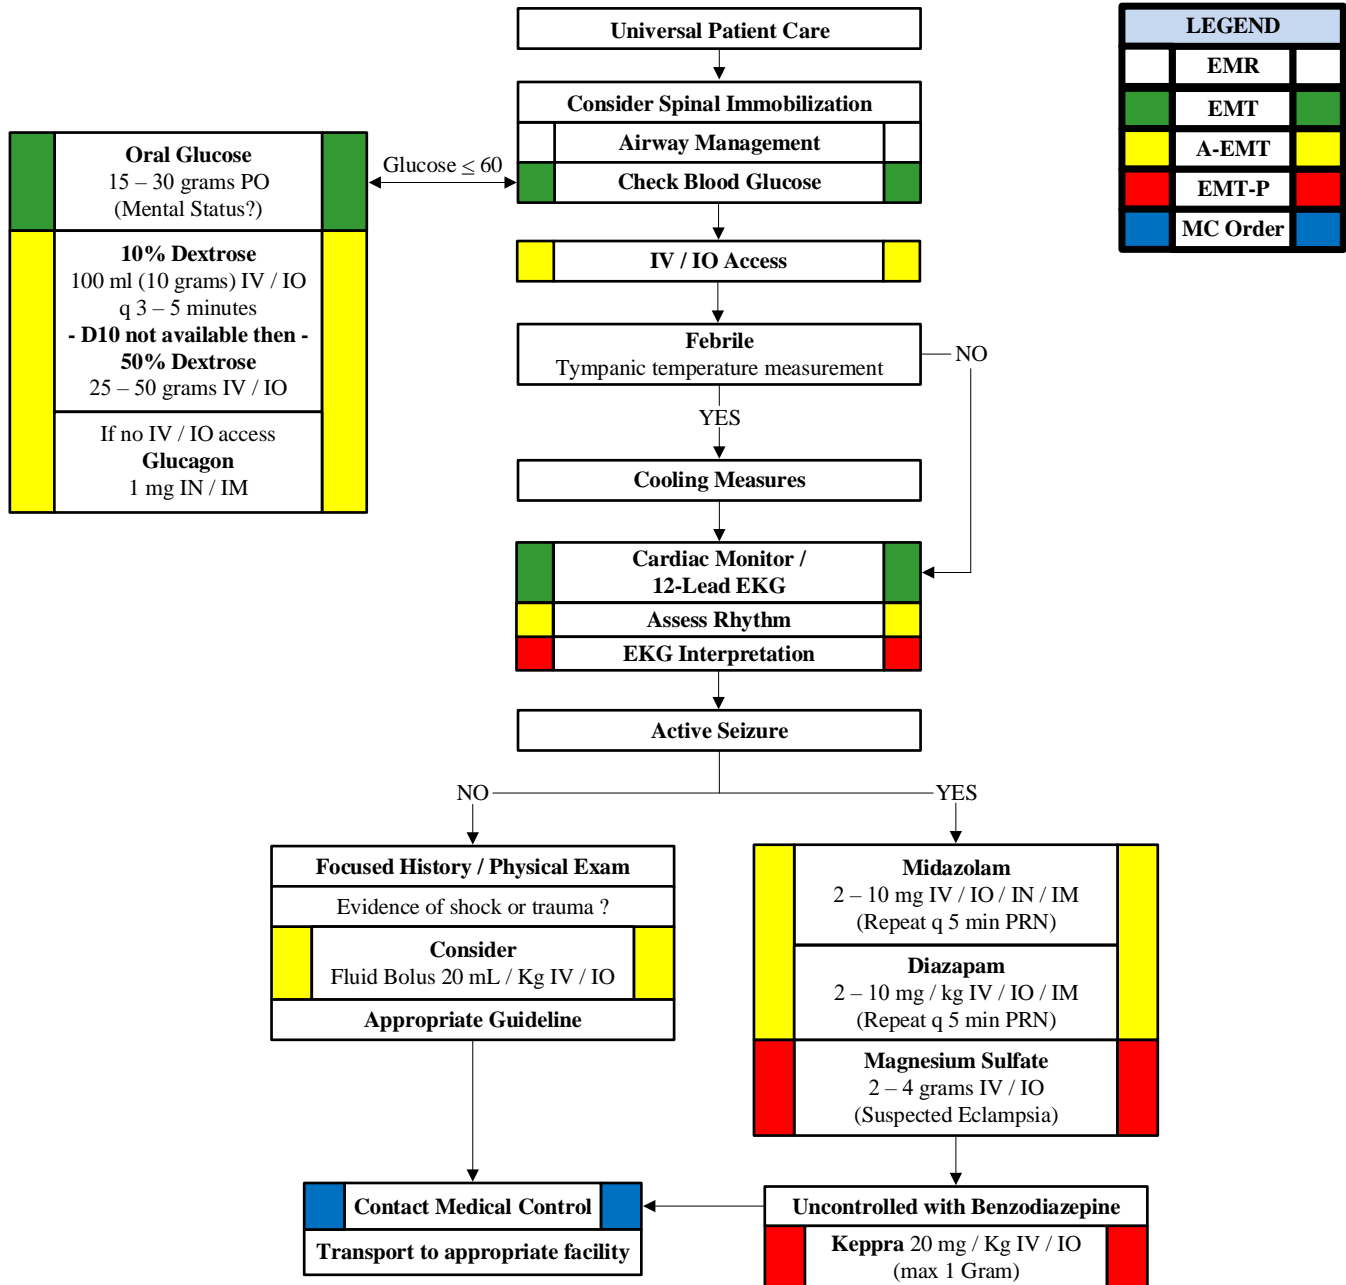 Universal Patient Care
Consider Spinal Immobilization
Airway Management
Check Blood Glucose
Glucose ≤ 60
Oral Glucose
15 – 30 grams PO
(Mental Status?)
10% Dextrose
100 ml (10 grams) IV / IO
q 3 – 5 minutes
- D10 not available then -
50% Dextrose
25 – 50 grams IV / IO
If no IV / IO access
Glucagon
1 mg IN / IM
LEGEND
EMR
EMT
A-EMT
EMT-P
MC Order
IV / IO Access
Febrile
Tympanic temperature measurement
NO
YES
Cooling Measures
Cardiac Monitor /
12-Lead EKG
Assess Rhythm
EKG Interpretation
Active Seizure
NO
YES
Focused History / Physical Exam
Evidence of shock or trauma ?
Consider
Fluid Bolus 20 mL / Kg IV / IO
Appropriate Guideline
Midazolam
2 – 10 mg IV / IO / IN / IM
(Repeat q 5 min PRN)
Diazapam
2 – 10 mg / kg IV / IO / IM
(Repeat q 5 min PRN)
Magnesium Sulfate
2 – 4 grams IV / IO
(Suspected Eclampsia)
Contact Medical Control
Transport to appropriate facility
Uncontrolled with Benzodiazepine
Keppra 20 mg / Kg IV / IO
(max 1 Gram)